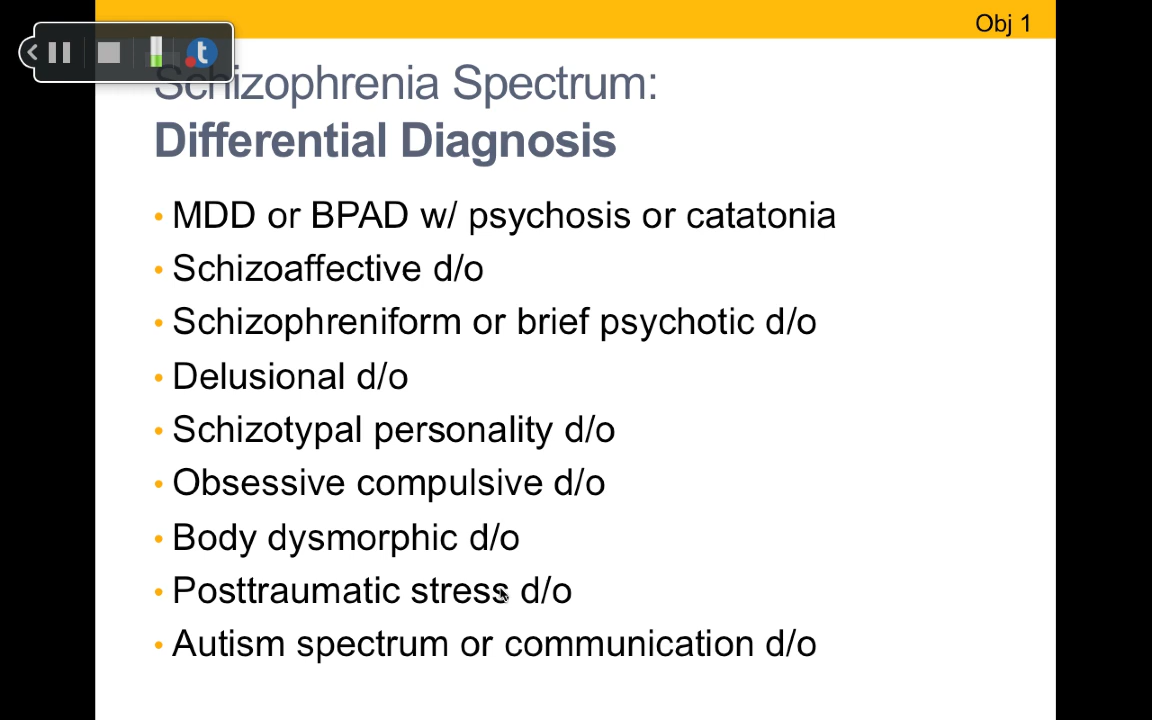 Obj 1
Schizophrenia Spectrum:
Differential Diagnosis
• MDD or BPAD w/ psychosis or catatonia
• Schizoaffective d/o
• Schizophreniform or brief psychotic d/o
• Delusional d/o
• Schizotypal personality d/o
• Obsessive compulsive d/o
• Body dysmorphic d/o
• Posttraumatic stress d/o
• Autism spectrum or communication d/o